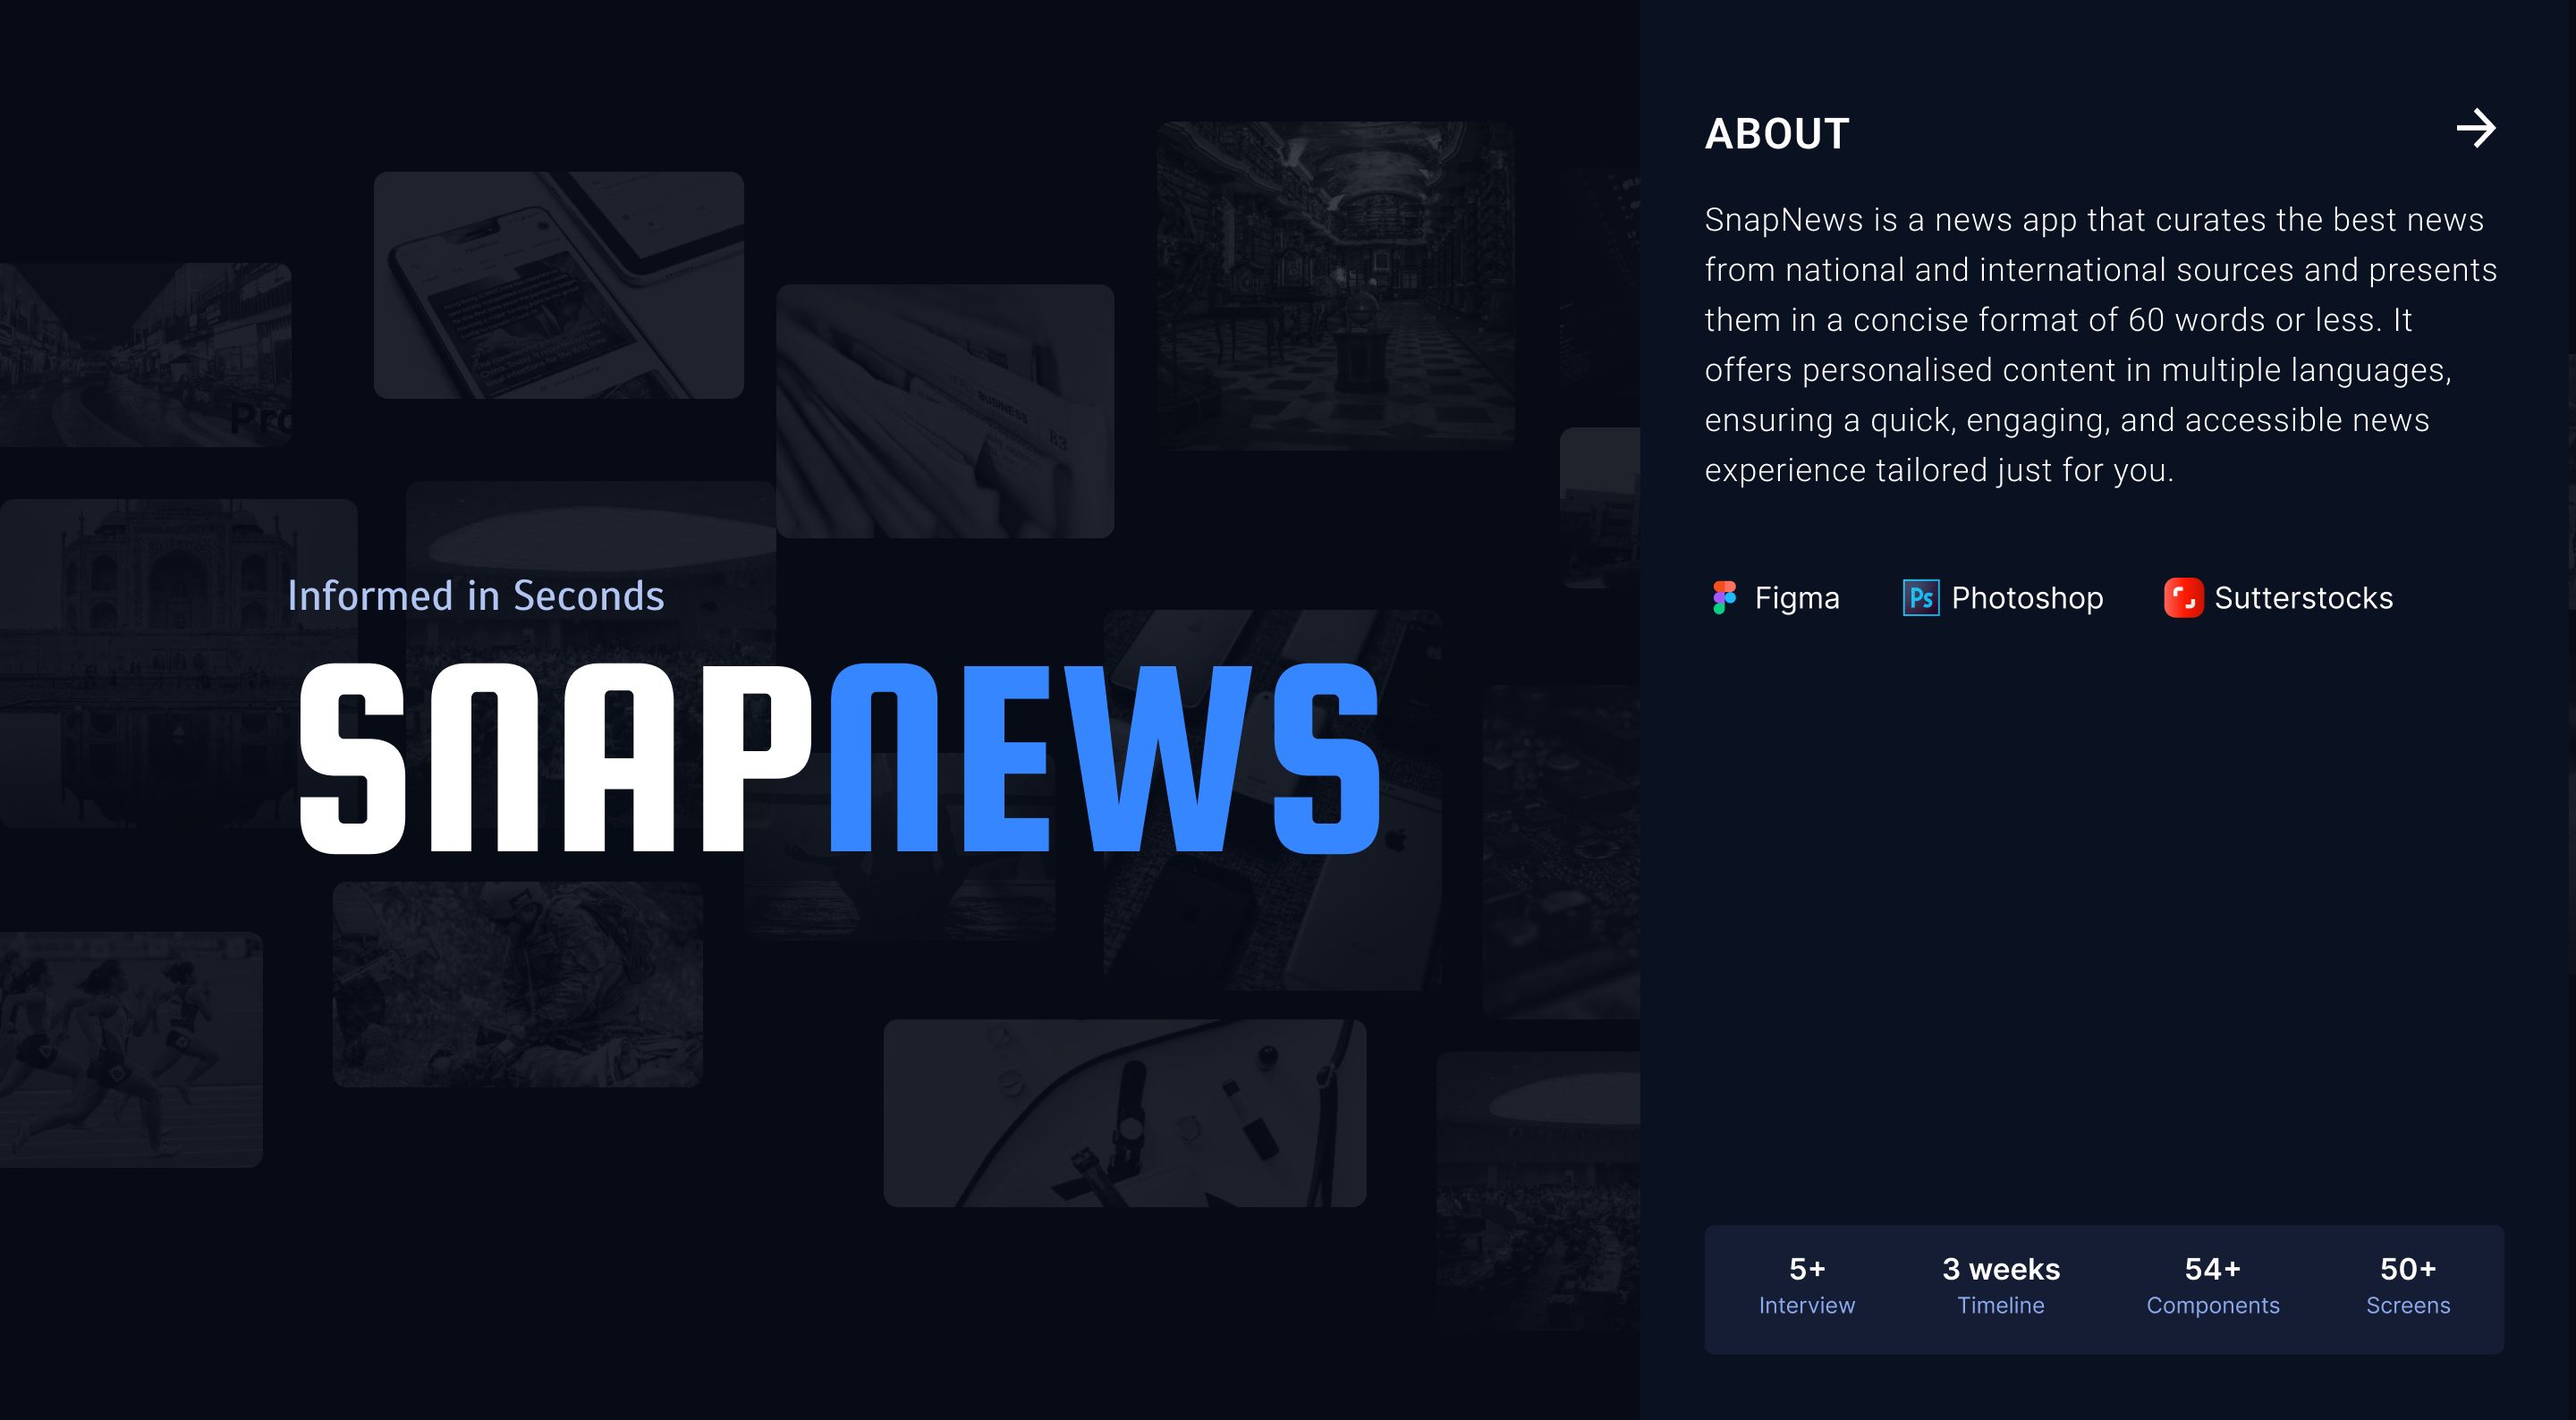 ABOUT
SnapNews is a news app that curates the best news
from national and international sources and presents
them in a concise format of 60 words or less. It
offers personalised content in multiple languages,
ensuring a quick, engaging, and accessible news
experience tailored just for you.
Figma
Ps Photoshop
Sutterstocks
Informed in Seconds
SNAPNEWS
BUSINESS
B3
Pro
5+
Interview
3 weeks
Timeline
54+
Components
50+
Screens